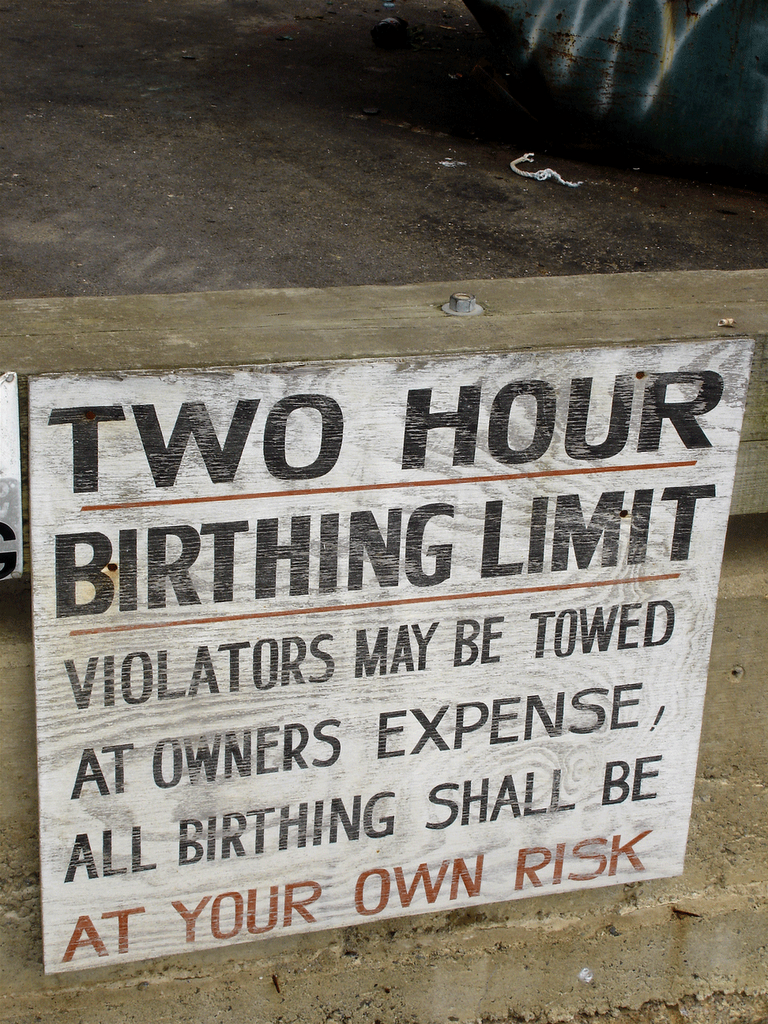 TWO HOUR
BIRTHING LIMIT
VIOLATORS MAY BE TOWED
AT OWNERS EXPENSE,
ALL BIRTHING SHALL BE
AT YOUR OWN RISK